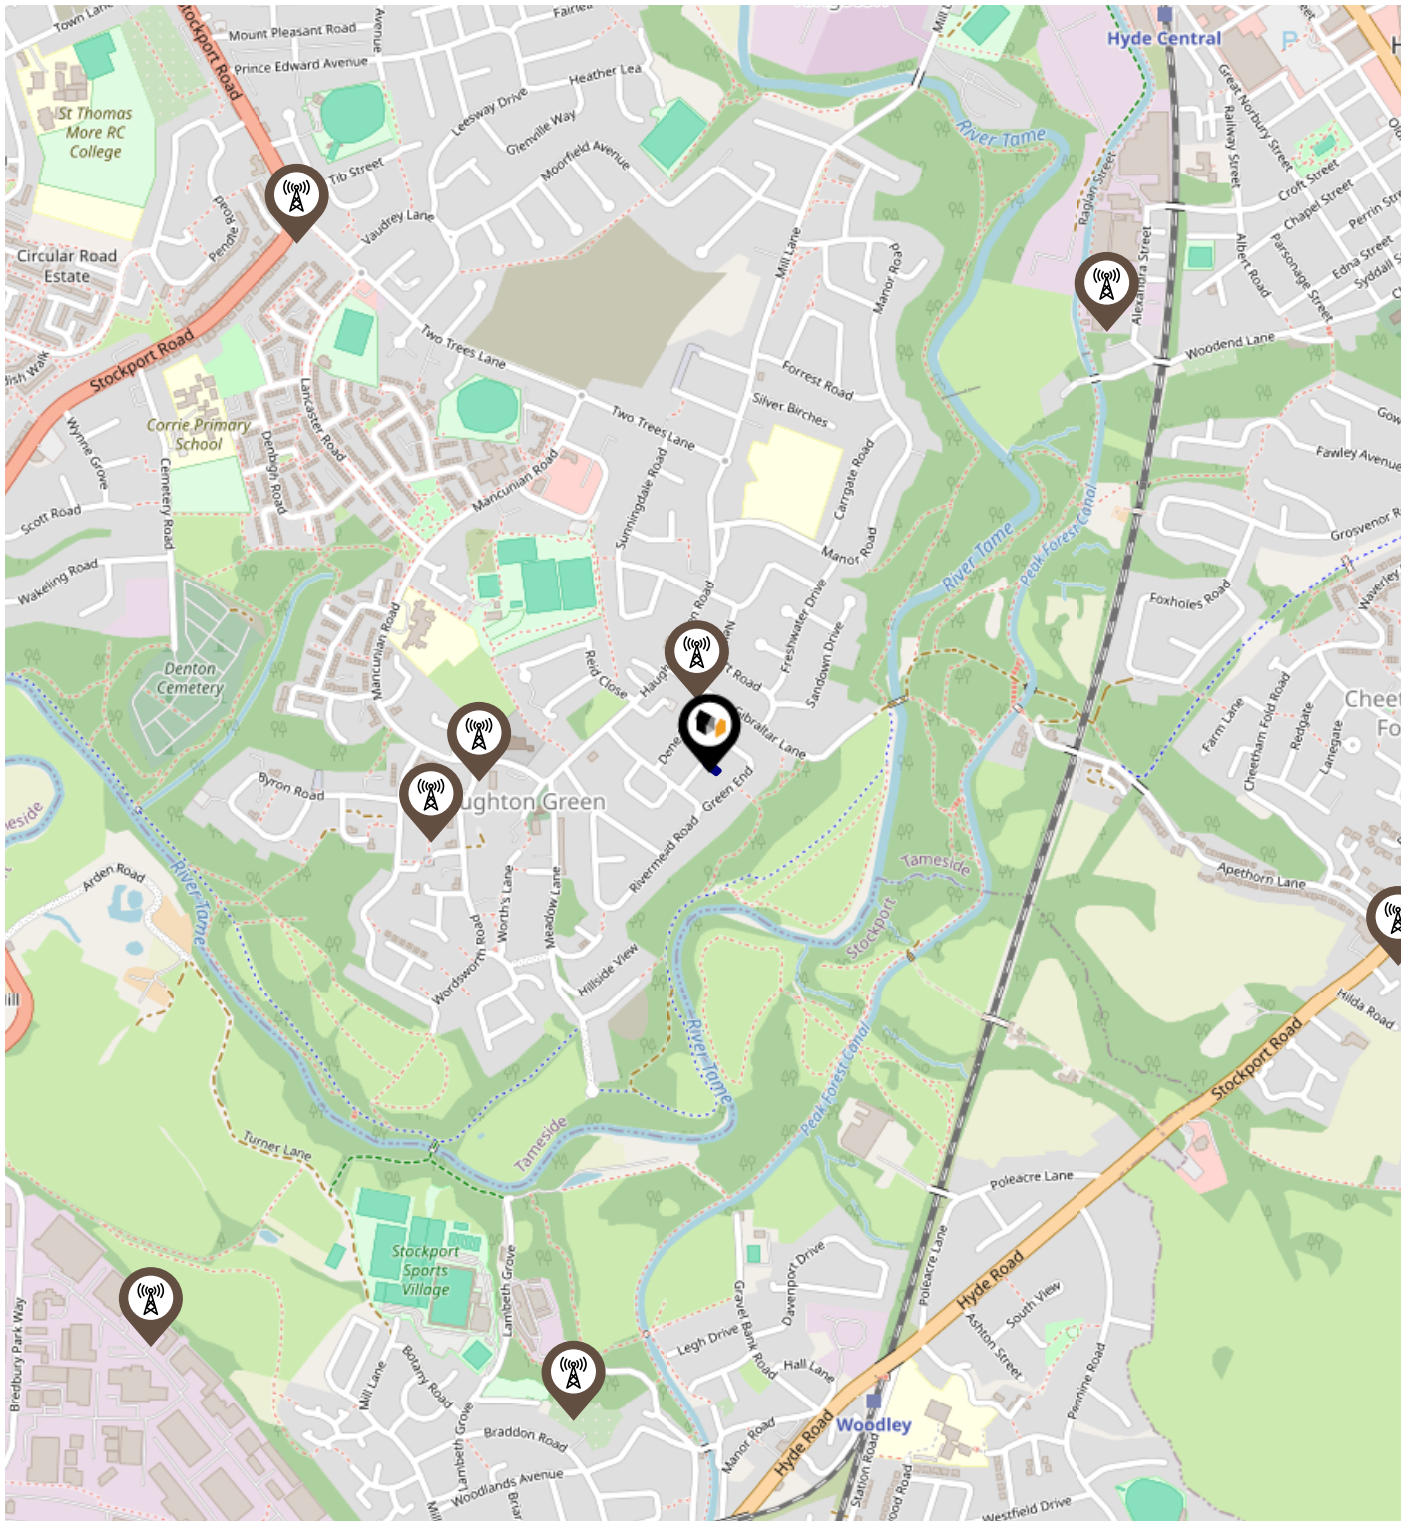 Town Lane
Mount Pleasant Road
Avenue
Prince Edward Avenue
Stockport Road
Heather Lea
Leesway Drive
Glenville Way
Moorfield Avenue
St Thomas
More RC
College
Tib Street
Vaudrey Lane
Pendle Road
Circular Road
Estate
Stockport Road
Mill Lane
Manor Road
River Tame
Hyde Central
P
Great Norbury Street
Railway Street
Croft Street
Chapel Street
Raglan Street
Alexandra Street
Albert Road
Parsonage Street
Edna Street
Woodend Lane
Two Trees Lane
Forrest Road
Silver Birches
Two Trees Lane
Wynne Grove
Corrie Primary
School
Lancaster Road
Denbigh Road
Cemetery Road
Mancunian Road
Sunningdale Road
Carrgate Road
Manor Road
Scott Road
Wakeling Road
River Tame
Peak Forest Canal
Fawley Avenue
Foxholes Road
Denton
Cemetery
Mancunian Road
Reid Close
Freshwater Drive
Sandown Drive
Gibraltar Lane
Green End
Rivermead Road
Byron Road
Farm Lane
Cheetham Fold Road
Redgate
Lanegate
Arden Road
River Tame
Worth's Lane
Meadow Lane
Wordsworth Road
Hillside View
Tameside
Stockport
Apethorn Lane
Hilda Road
Stockport Road
River Tame
Peak Forest Canal
Tameside
Turner Lane
Poleacre Lane
Stockport
Sports
Village
Lambeth Grove
Davenport Drive
Poleacre Lane
Hyde Road
South View
Gravel Bank Road
Legh Drive
Hall Lane
Ashton Street
Pennine Road
Bredbury Park Way
Mill Lane
Botany Road
Lambeth Grove
Braddon Road
Woodlands Avenue
Manor Road
Hyde Road
Woodley
Station Road
Westfield Drive